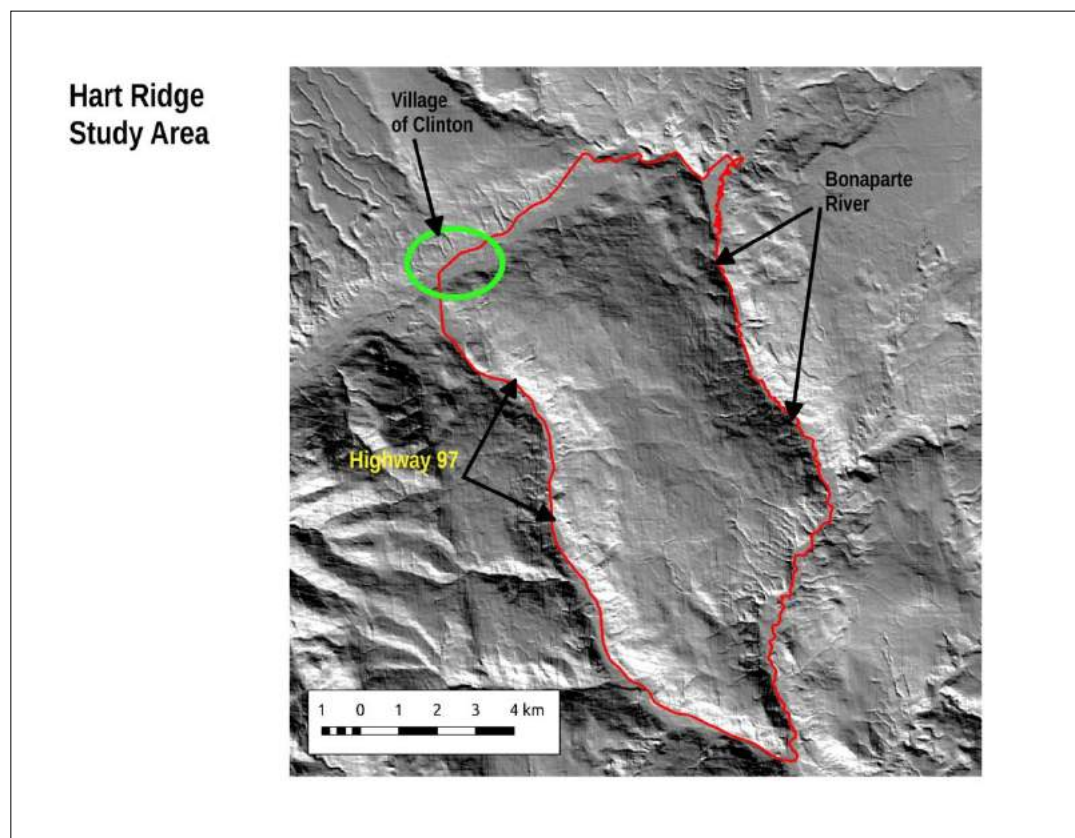 Hart Ridge
Study Area
Village
of Clinton
Bonaparte
River
Highway 97
1 0 1 2 3 4 km